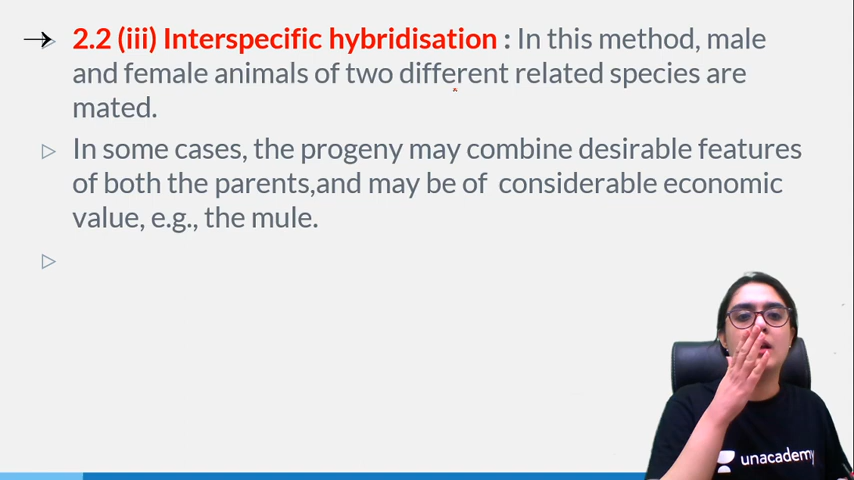 2.2 (iii) Interspecific hybridisation : In this method, male
and female animals of two different related species are
mated.
In some cases, the progeny may combine desirable features
of both the parents,and may be of  considerable economic
value, e.g., the mule.
unacademy